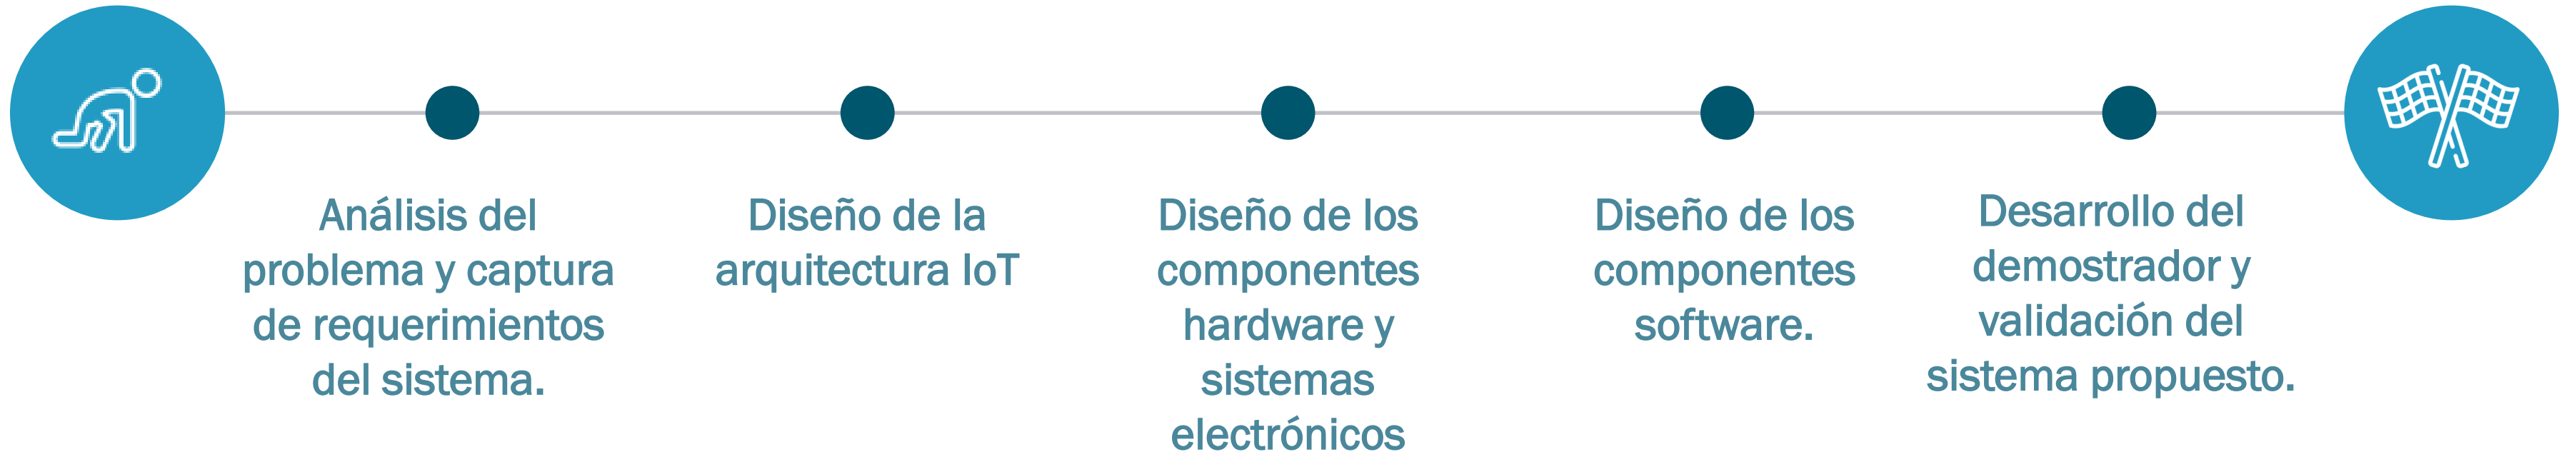 Análisis del
problema y captura
de requerimientos
del sistema.
Diseño de la
arquitectura IoT
Diseño de los
componentes
hardware y
sistemas
electrónicos
Diseño de los
componentes
software.
Desarrollo del
demostrador y
validación del
sistema propuesto.